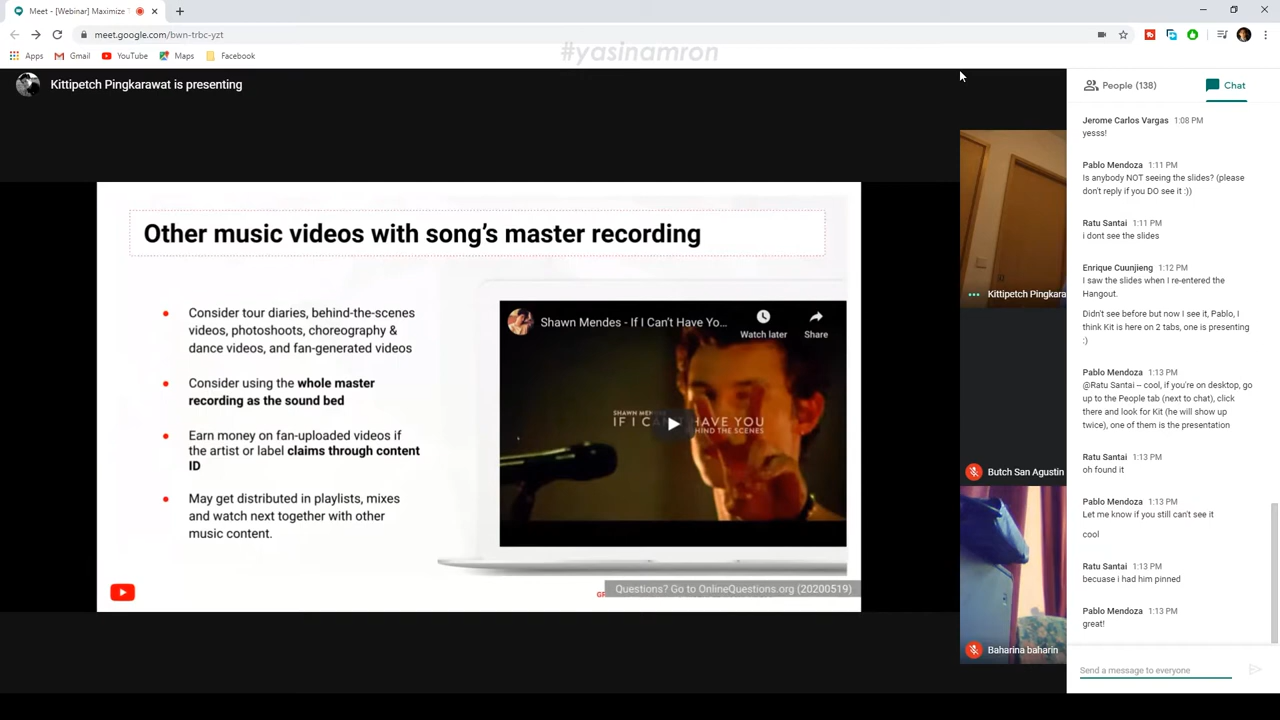 Meet - [Webinar] Maximize
meet.google.com/bwn-trbc-yzt
Apps
Gmail
YouTube
Maps
Facebook
#yasinamron
Kittipetch Pingkarawat is presenting
Other music videos with song's master recording
Consider tour diaries, behind-the-scenes
videos, photoshoots, choreography &
dance videos, and fan-generated videos
Consider using the whole master
recording as the sound bed
Earn money on fan-uploaded videos if
the artist or label claims through content
ID
May get distributed in playlists, mixes
and watch next together with other
music content.
Shawn Mendes - If I Can't Have Yo...
Watch later
Share
SHAWN MEN
IF I C HAVE YOU
HIND THE SCENES
Questions? Go to OnlineQuestions.org (20200519)
Kittipetch Pingkara
Butch San Agustin
Baharina baharin
People (138)
Chat
Jerome Carlos Vargas 1:08 PM
yesss!
Pablo Mendoza 1:11 PM
Is anybody NOT seeing the slides? (please
don't reply if you DO see it :))
Ratu Santai 1:11 PM
i dont see the slides
Enrique Cuunjieng 1:12 PM
I saw the slides when I re-entered the
Hangout.
Didn't see before but now I see it, Pablo, I
think Kit is here on 2 tabs, one is presenting
:)
Pablo Mendoza 1:13 PM
@Ratu Santai – cool, if you're on desktop, go
up to the People tab (next to chat), click
there and look for Kit (he will show up
twice), one of them is the presentation
Ratu Santai 1:13 PM
oh found it
Pablo Mendoza 1:13 PM
Let me know if you still can't see it
cool
Ratu Santai 1:13 PM
becuase i had him pinned
Pablo Mendoza 1:13 PM
great!
Send a message to everyone